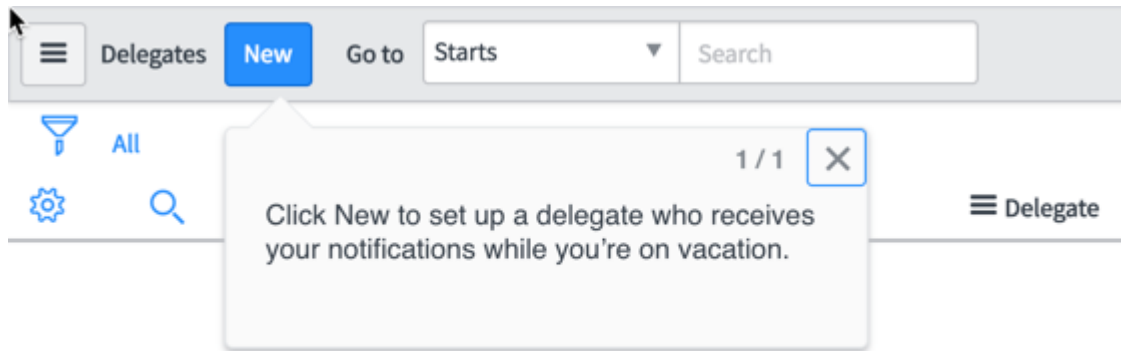 Delegates New Go to Starts Search
All
1 / 1
Click New to set up a delegate who receives
your notifications while you’re on vacation.
Delegate